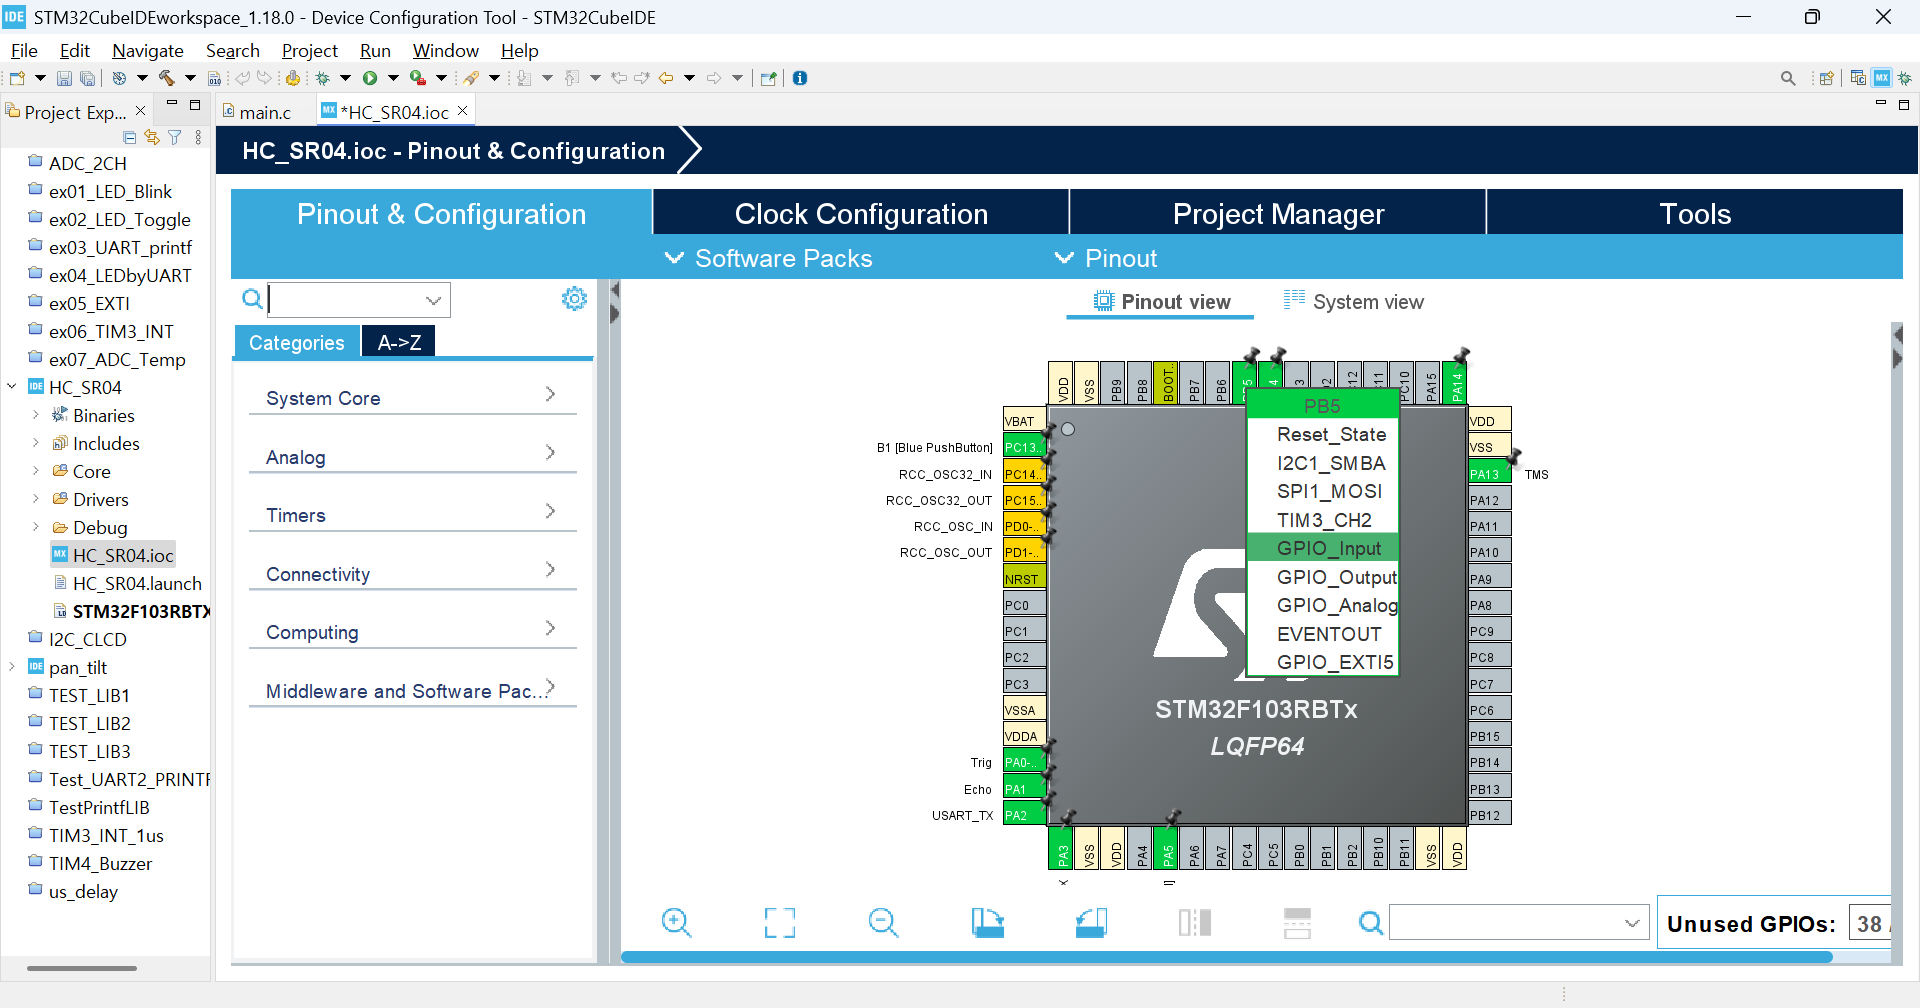 IDE STM32CubeIDEworkspace_1.18.0 - Device Configuration Tool - STM32CubeIDE
File Edit Navigate Search Project Run Window Help
Project Exp...
main.c
MX *HC_SR04.ioc
HC_SR04.ioc - Pinout & Configuration
Pinout & Configuration
Clock Configuration
Project Manager
Tools
Software Packs
Pinout
Categories
A->Z
System Core
Analog
Timers
Connectivity
Computing
Middleware and Software Pac...
ADC_2CH
ex01_LED_Blink
ex02_LED_Toggle
ex03_UART_printf
ex04_LEDbyUART
ex05_EXTI
ex06_TIM3_INT
ex07_ADC_Temp
IDE HC_SR04
Binaries
Includes
Core
Drivers
Debug
MX HC_SR04.ioc
HC_SR04.launch
STM32F103RBTX
I2C_CLCD
IDE pan_tilt
TEST_LIB1
TEST_LIB2
TEST_LIB3
Test_UART2_PRINTF
TestPrintfLIB
TIM3_INT_1us
TIM4_Buzzer
us_delay
Pinout view
System view
VDD
VSS
PB9
PB8
BOOT..
PB7
PB6
PC10
PA15
PA14
VBAT
B1 [Blue PushButton] PC13..
RCC_OSC32_IN PC14..
RCC_OSC32_OUT PC15..
RCC_OSC_IN PD0-..
RCC_OSC_OUT PD1-..
NRST
PC0
PC1
PC2
PC3
VSSA
VDDA
Trig PA0-..
Echo PA1
USART_TX PA2
PB5
Reset_State
I2C1_SMBA
SPI1_MOSI
TIM3_CH2
GPIO_Input
GPIO_Output
GPIO_Analog
EVENTOUT
GPIO_EXTI5
STM32F103RBTx
LQFP64
VDD
VSS
PA13 TMS
PA12
PA11
PA10
PA9
PA8
PC9
PC8
PC7
PC6
PB15
PB14
PB13
PB12
PA3
VSS
VDD
PA4
PA5
PA6
PA7
PC4
PC5
PB0
PB1
PB2
PB10
PB11
VSS
VDD
Unused GPIOs: 38